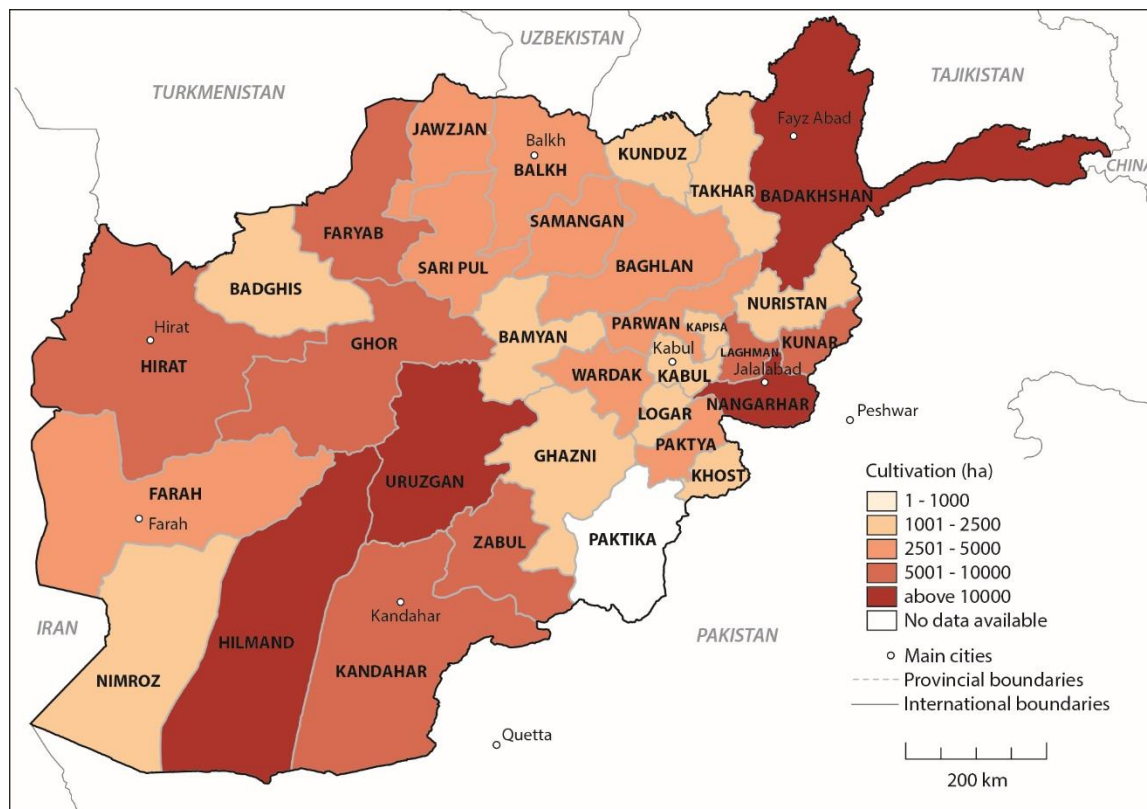 UZBEKISTAN
TAJIKISTAN
TURKMENISTAN
CHINA
JAWZJAN
Balkh
BALKH
KUNDUZ
TAKHAR
Fayz Abad
BADAKHSHAN
FARYAB
SAMANGAN
SARI PUL
BAGHLAN
BADGHIS
NURISTAN
Hirat
HIRAT
GHOR
BAMYAN
PARWAN
KAPISA
KUNAR
LAGHMAN
Kabul
KABUL
WARDAK
Jalalabad
NANGARHAR
LOGAR
Peshwar
PAKTYA
GHAZNI
KHOST
URUZGAN
FARAH
Farah
ZABUL
PAKTIKA
Kandahar
IRAN
PAKISTAN
HILMAND
KANDAHAR
NIMROZ
Quetta
Cultivation (ha)
1 - 1000
1001 - 2500
2501 - 5000
5001 - 10000
above 10000
No data available
Main cities
Provincial boundaries
International boundaries
200 km